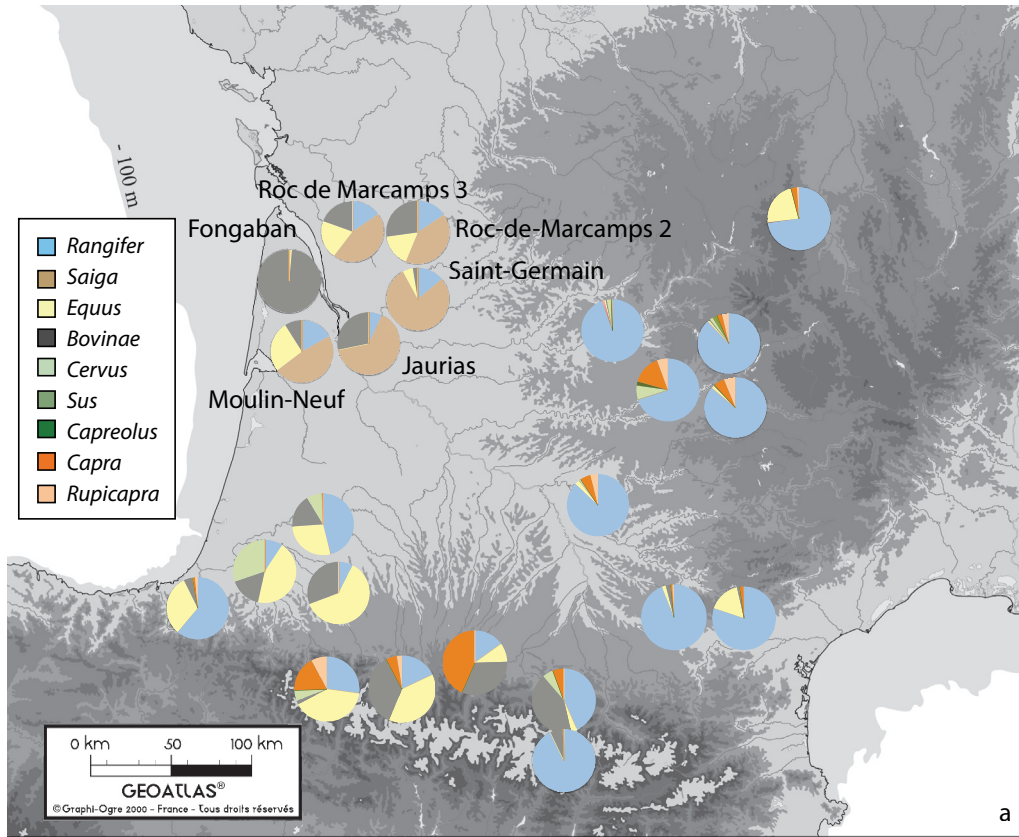 - 100 m
Roc de Marcamps 3
Fongaban
Roc-de-Marcamps 2
Saint-Germain
Jaurias
Moulin-Neuf
Rangifer
Saiga
Equus
Bovinae
Cervus
Sus
Capreolus
Capra
Rupicapra
0 km 50 100 km
GEOATLAS®
©Graphi-Ogre 2000 - France - Tous droits réservés
a